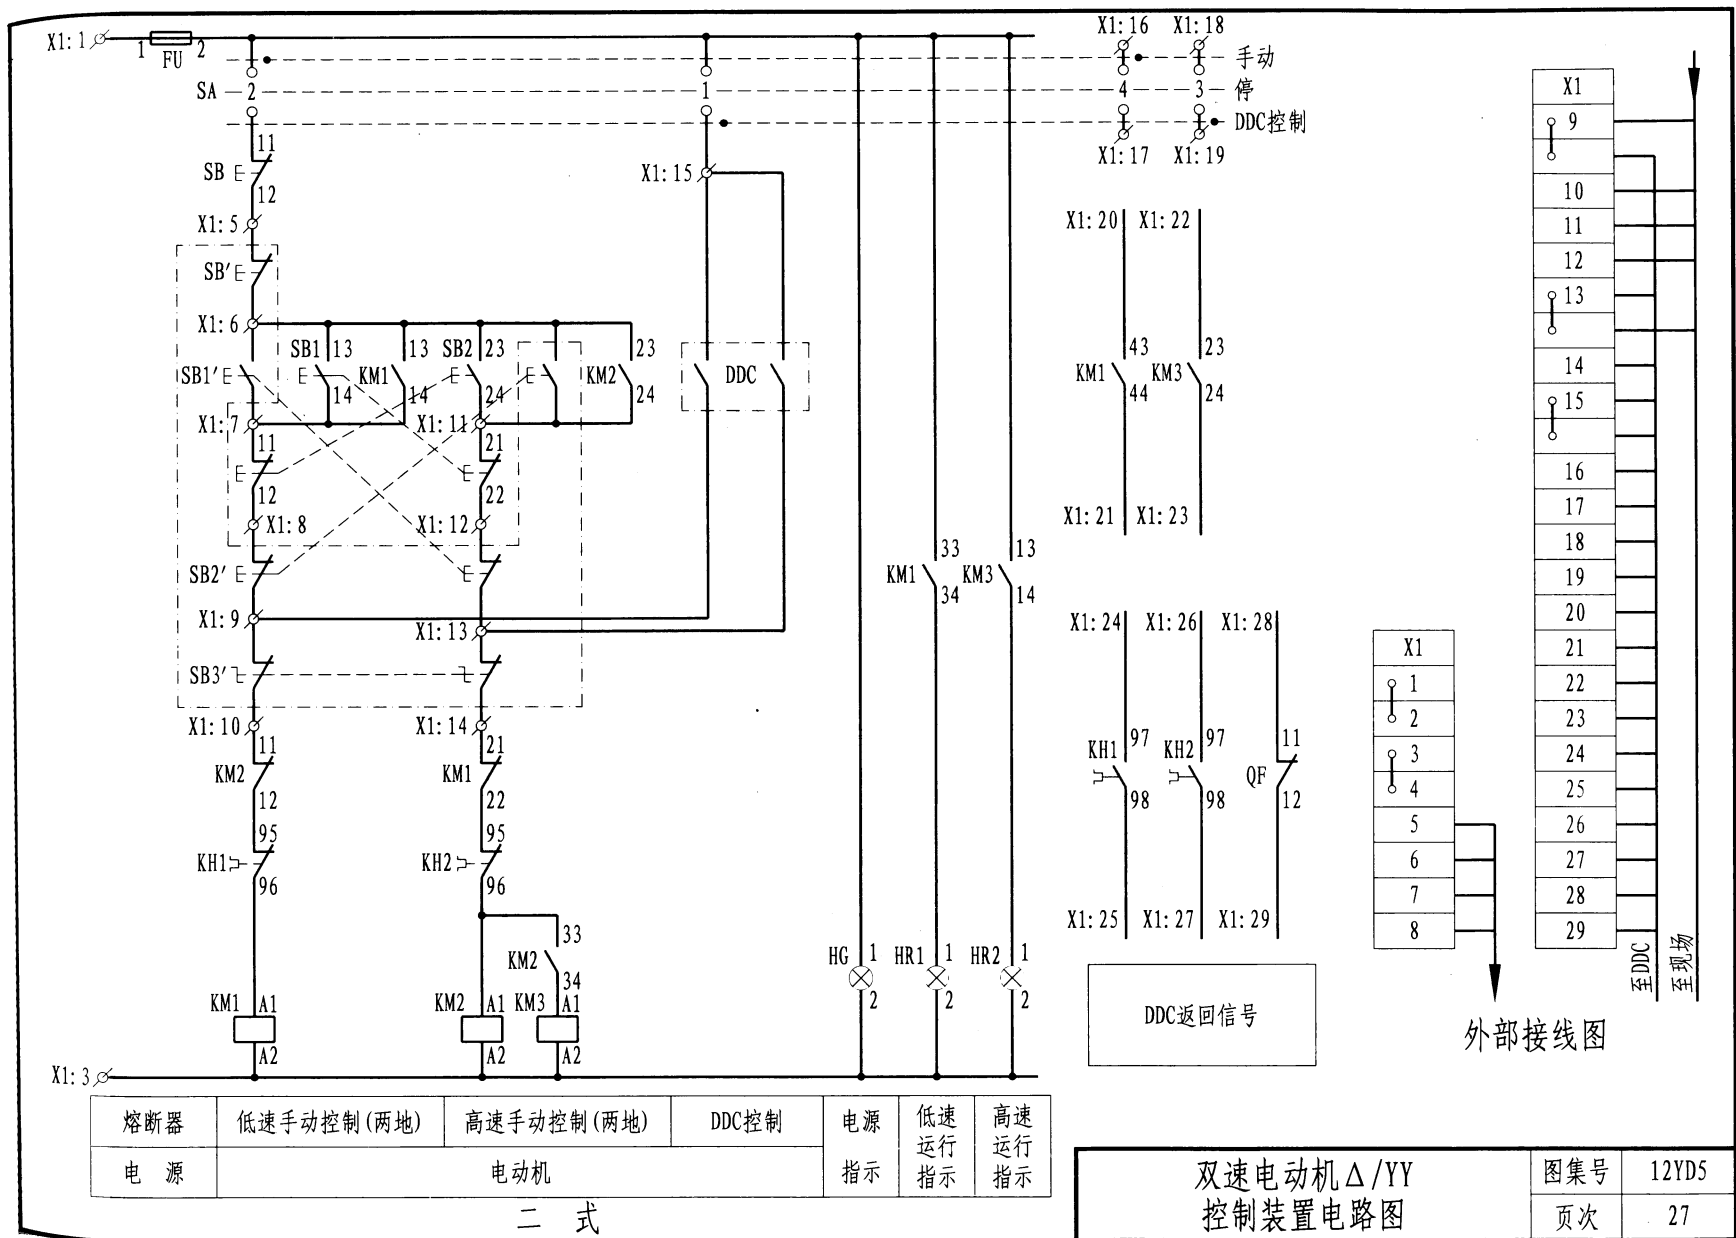 X1:1 1 FU 2
X1:16 X1:18
手动
SA 2 1 4 3 停
DDC控制
X1:17 X1:19
11
SB
12
X1:15
X1:5
SB'
X1:6
X1:20 X1:22
SB1 13 13 SB2 23 23
SB1' KM1 KM2 DDC
14 14 24 24
43 23
KM1 KM3
44 24
X1:7 X1:11
11 21
12 22
X1:8 X1:12
X1:21 X1:23
SB2'
33 13
KM1 KM3
34 14
X1:9 X1:13
X1:24 X1:26 X1:28
SB3'
X1:10 X1:14
11 21
KM2 KM1
12 22
97 97 11
KH1 KH2 QF
98 98 12
95 95
KH1 KH2
96 96
33
KM2
34
X1:25 X1:27 X1:29
HG 1 HR1 1 HR2 1
2 2 2
KM1 A1 KM2 A1 KM3 A1
A2 A2 A2
X1:3
DDC返回信号
X1
1
2
3
4
5
6
7
8
X1
9
10
11
12
13
14
15
16
17
18
19
20
21
22
23
24
25
26
27
28
29
至DDC
至现场
外部接线图
熔断器 低速手动控制(两地) 高速手动控制(两地) DDC控制
电源
指示
低速
运行
指示
高速
运行
指示
电 源 电动机
二 式
双速电动机Δ/YY
控制装置电路图
图集号 12YD5
页次 27